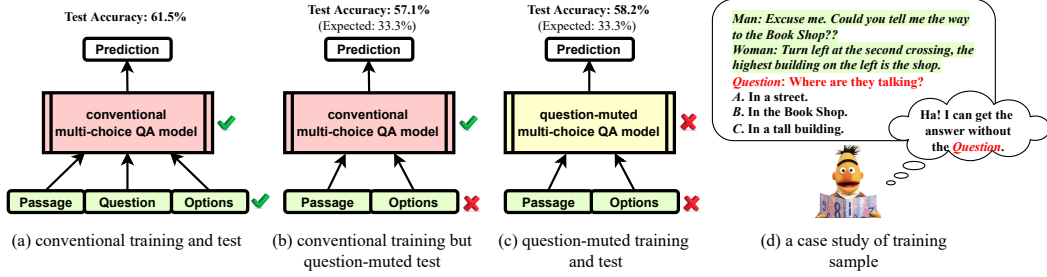 Test Accuracy: 61.5%
Prediction
conventional
multi-choice QA model
Passage
Question
Options
(a) conventional training and test
Test Accuracy: 57.1%
(Expected: 33.3%)
Prediction
conventional
multi-choice QA model
Passage
Options
(b) conventional training but
question-muted test
Test Accuracy: 58.2%
(Expected: 33.3%)
Prediction
question-muted
multi-choice QA model
Passage
Options
(c) question-muted training
and test
Man: Excuse me. Could you tell me the way
to the Book Shop??
Woman: Turn left at the second crossing, the
highest building on the left is the shop.
Question: Where are they talking?
A. In a street.
B. In the Book Shop.
C. In a tall building.
Ha! I can get the
answer without
the Question.
(d) a case study of training
sample